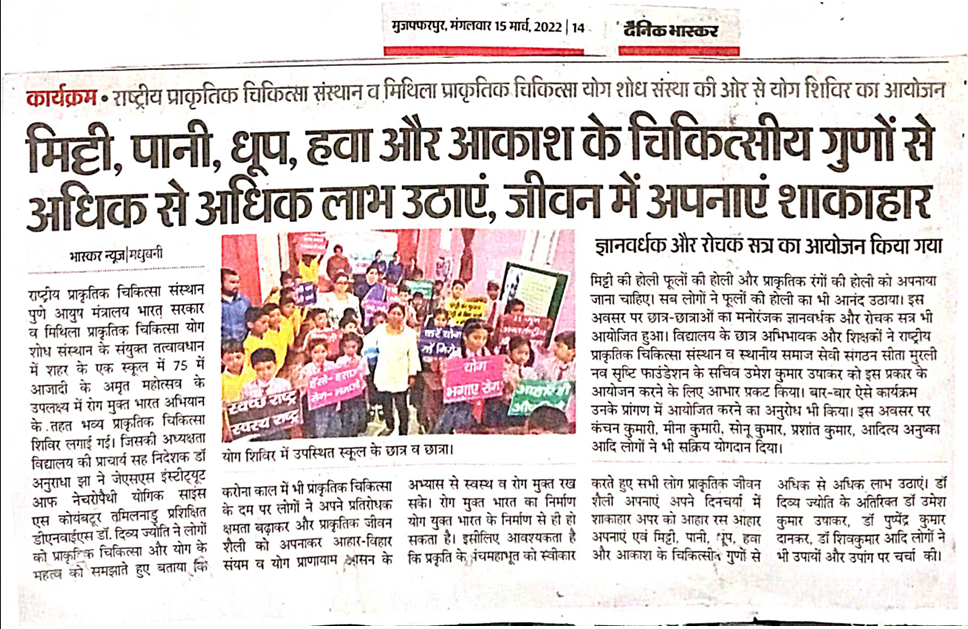 मुजफ्फरपुर, मंगलवार 15 मार्च, 2022 | 14
दैनिक भास्कर
कार्यक्रम • राष्ट्रीय प्राकृतिक चिकित्सा संस्थान व मिथिला प्राकृतिक चिकित्सा योग शोध संस्था की ओर से योग शिविर का आयोजन
मिट्टी, पानी, धूप, हवा और आकाश के चिकित्सीय गुणों से
अधिक से अधिक लाभ उठाएं, जीवन में अपनाएं शाकाहार
भास्कर न्यूज | मधुबनी
राष्ट्रीय प्राकृतिक चिकित्सा संस्थान
पुणे आयुष मंत्रालय भारत सरकार
व मिथिला प्राकृतिक चिकित्सा योग
शोध संस्थान के संयुक्त तत्वावधान
में शहर के एक स्कूल में 75 में
आजादी के अमृत महोत्सव के
उपलक्ष्य में रोग मुक्त भारत अभियान
के तहत भव्य प्राकृतिक चिकित्सा
शिविर लगाई गई। जिसकी अध्यक्षता
विद्यालय की प्राचार्य सह निदेशक डॉ
अनुराधा झा ने जेएसएस ईंस्टीट्यूट
आफ नेचरोपैथी योगिक साइंस
एस कोयंबटूर तमिलनाडु प्रशिक्षित
डीएनवाईएस डॉ. दिव्य ज्योति ने लोगों
को प्राकृतिक चिकित्सा और योग के
महत्व को समझाते हुए बताया कि
स्वच्छ राष्ट्र
स्वस्थ राष्ट्र
करें योग
योग
भगाए रोग
योग शिविर में उपस्थित स्कूल के छात्र व छात्रा।
करोना काल में भी प्राकृतिक चिकित्सा
के दम पर लोगों ने अपने प्रतिरोधक
क्षमता बढ़ाकर और प्राकृतिक जीवन
शैली को अपनाकर आहार-विहार
संयम व योग प्राणायाम आसन के
अभ्यास से स्वस्थ व रोग मुक्त रख
सके। रोग मुक्त भारत का निर्माण
योग युक्त भारत के निर्माण से ही हो
सकता है। इसीलिए आवश्यकता है
कि प्रकृति के पंचमहाभूत को स्वीकार
ज्ञानवर्धक और रोचक सत्र का आयोजन किया गया
मिट्टी की होली फूलों की होली और प्राकृतिक रंगों की होली को अपनाया
जाना चाहिए। सब लोगों ने फूलों की होली का भी आनंद उठाया। इस
अवसर पर छात्र-छात्राओं का मनोरंजक ज्ञानवर्धक और रोचक सत्र भी
आयोजित हुआ। विद्यालय के छात्र अभिभावक और शिक्षकों ने राष्ट्रीय
प्राकृतिक चिकित्सा संस्थान व स्थानीय समाज सेवी संगठन सीता मुरली
नव सृष्टि फाउंडेशन के सचिव उमेश कुमार उपाकर को इस प्रकार के
आयोजन करने के लिए आभार प्रकट किया। बार-बार ऐसे कार्यक्रम
उनके प्रांगण में आयोजित करने का अनुरोध भी किया। इस अवसर पर
कंचन कुमारी, मीना कुमारी, सोनू कुमार, प्रशांत कुमार, आदित्य अनुष्का
आदि लोगों ने भी सक्रिय योगदान दिया।
करते हुए सभी लोग प्राकृतिक जीवन
शैली अपनाएं अपने दिनचर्या में
शाकाहार अपर को आहार रस आहार
अपनाएं एवं मिट्टी, पानी, धूप, हवा
और आकाश के चिकित्सीय गुणों से
अधिक से अधिक लाभ उठाएं। डॉ
दिव्य ज्योति के अतिरिक्त डॉ उमेश
कुमार उपाकर, डॉ पुष्पेंद्र कुमार
दानकर, डॉ शिवकुमार आदि लोगों ने
भी उपायों और उपांग पर चर्चा की।